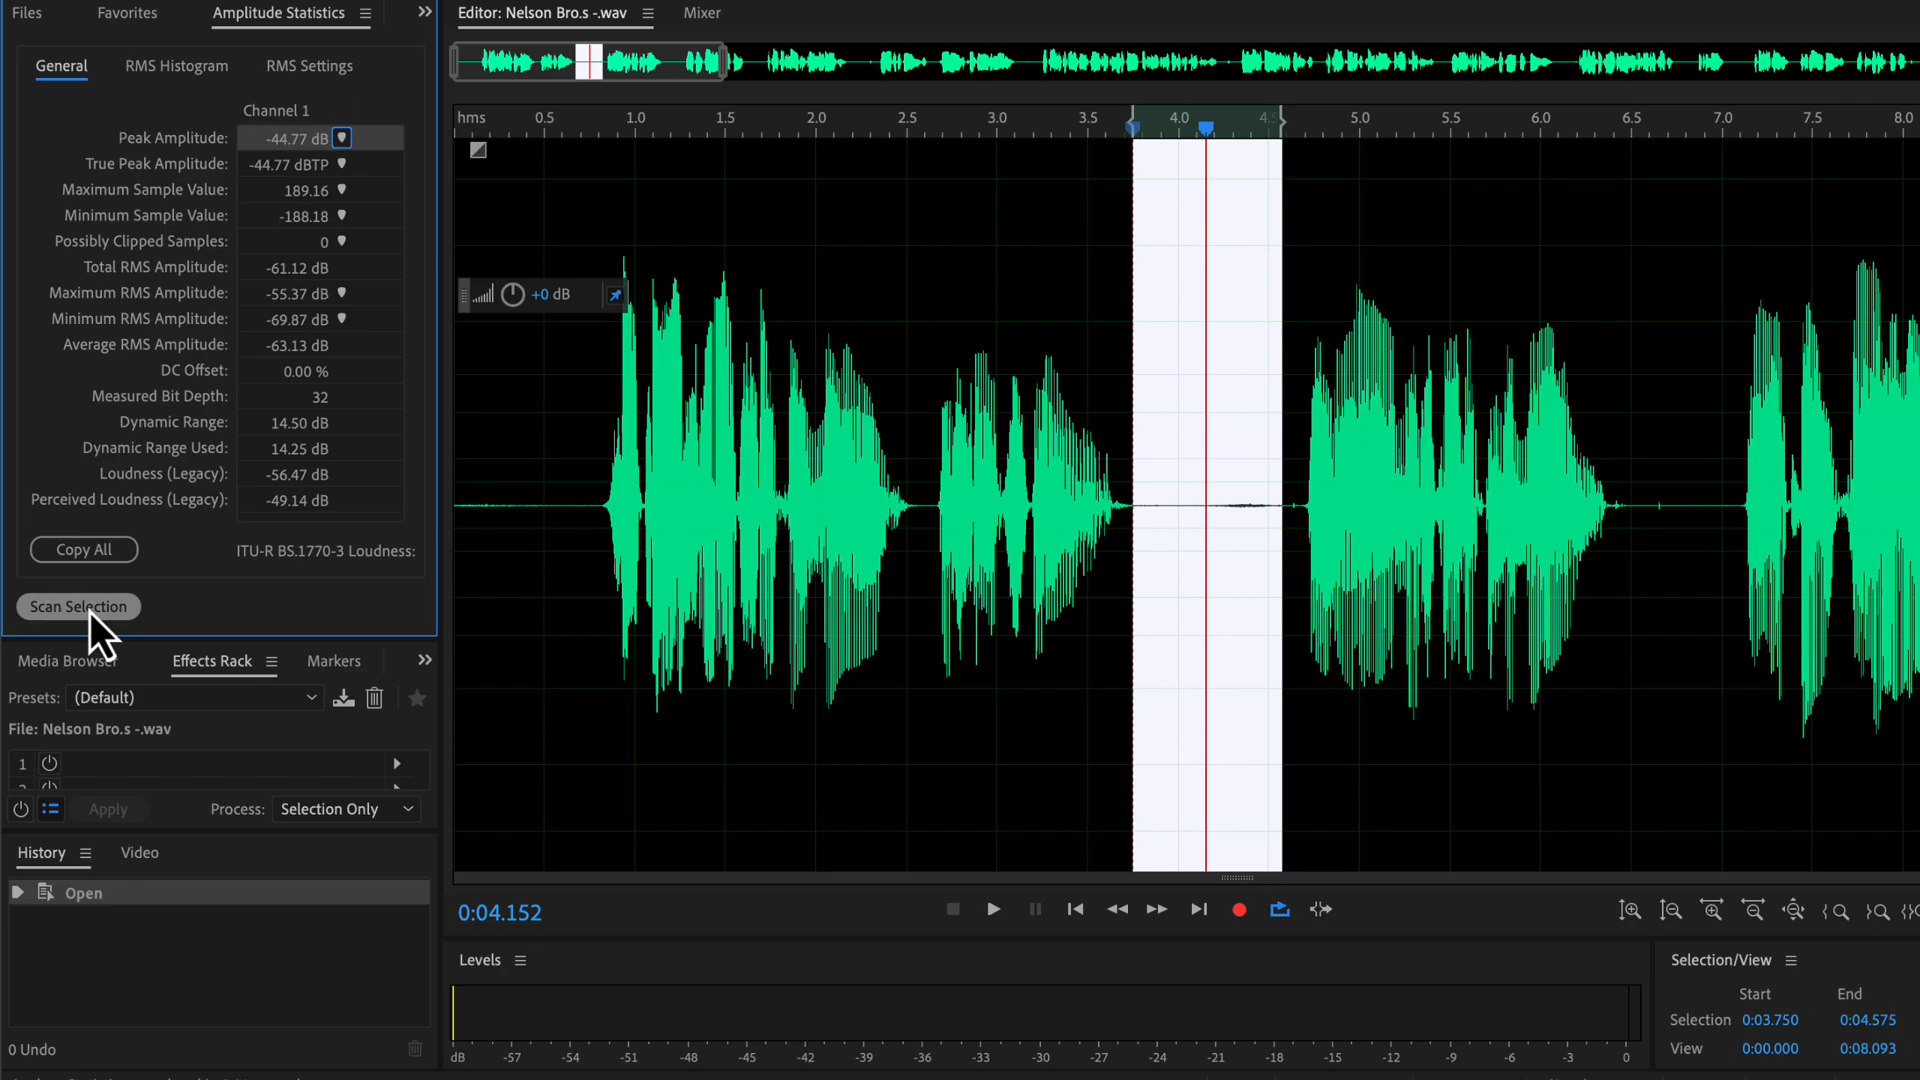 Files Favorites Amplitude Statistics
Editor: Nelson Bro.s -.wav Mixer
General RMS Histogram RMS Settings
hms 0.5 1.0 1.5 2.0 2.5 3.0 3.5 4.0 4.5 5.0 5.5 6.0 6.5 7.0 7.5 8.0
Channel 1
Peak Amplitude: -44.77 dB
True Peak Amplitude: -44.77 dBTP
Maximum Sample Value: 189.16
Minimum Sample Value: -188.18
Possibly Clipped Samples: 0
Total RMS Amplitude: -61.12 dB
Maximum RMS Amplitude: -55.37 dB
Minimum RMS Amplitude: -69.87 dB
Average RMS Amplitude: -63.13 dB
DC Offset: 0.00 %
Measured Bit Depth: 32
Dynamic Range: 14.50 dB
Dynamic Range Used: 14.25 dB
Loudness (Legacy): -56.47 dB
Perceived Loudness (Legacy): -49.14 dB
+0 dB
Copy All ITU-R BS.1770-3 Loudness:
Scan Selection
Media Browser Effects Rack Markers
Presets: (Default)
File: Nelson Bro.s -.wav
1
Apply Process: Selection Only
History Video
Open
0 Undo
0:04.152
Levels
dB -57 -54 -51 -48 -45 -42 -39 -36 -33 -30 -27 -24 -21 -18 -15 -12 -9 -6 -3 0
Selection/View
Start End
Selection 0:03.750 0:04.575
View 0:00.000 0:08.093